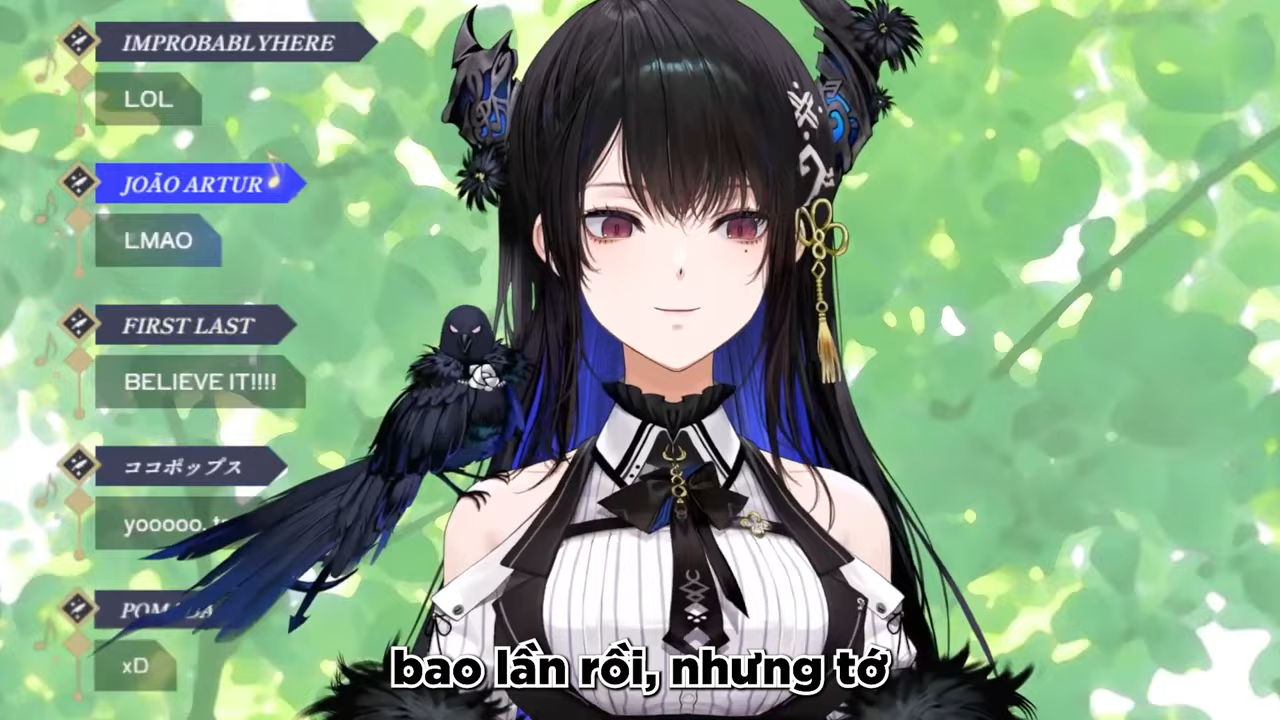 IMPROBABLYHERE
LOL
JOÃO ARTUR
LMAO
FIRST LAST
BELIEVE IT!!!!
ココポップス
yooooo.
xD
bao lần rồi, nhưng tớ